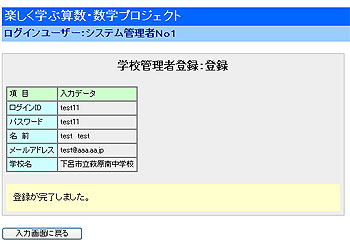 楽しく学ぶ算数・数学プロジェクト
ログインユーザー:システム管理者No1
学校管理者登録:登録
項 目 入力データ
ログインID test11
パスワード test11
名 前 test test
メールアドレス test@aaa.aa.jp
学校名 下呂市立萩原南中学校
登録が完了しました。
入力画面に戻る